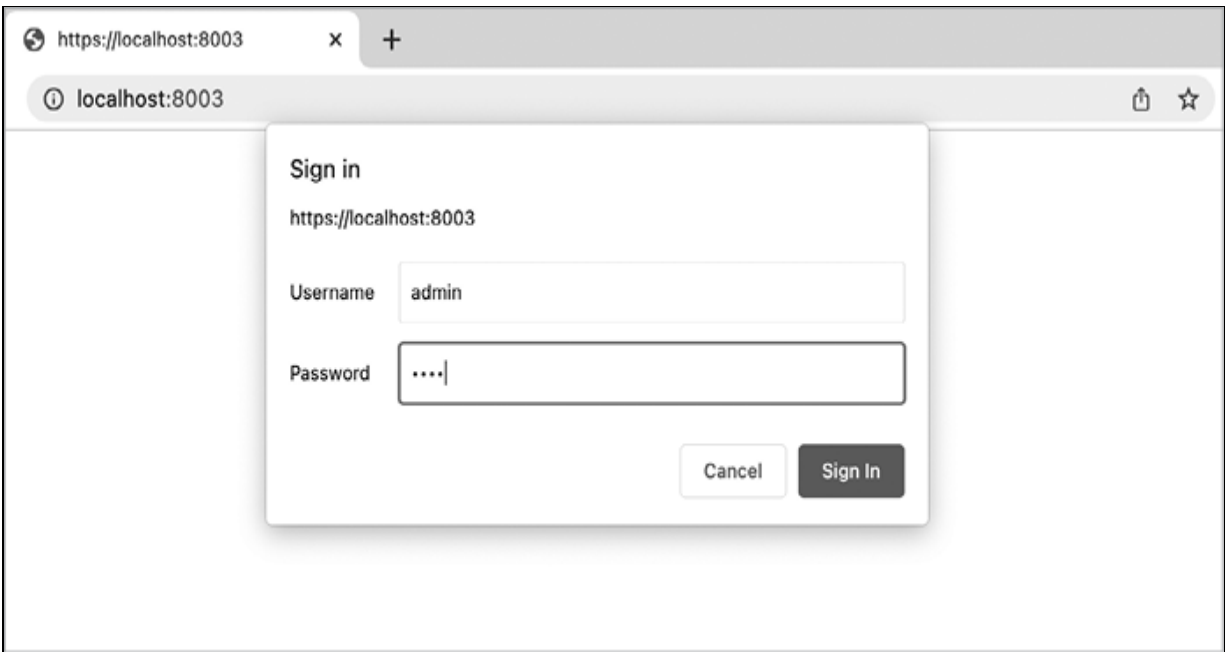 https://localhost:8003
localhost:8003
Sign in
https://localhost:8003
Username admin
Password ····
Cancel Sign In